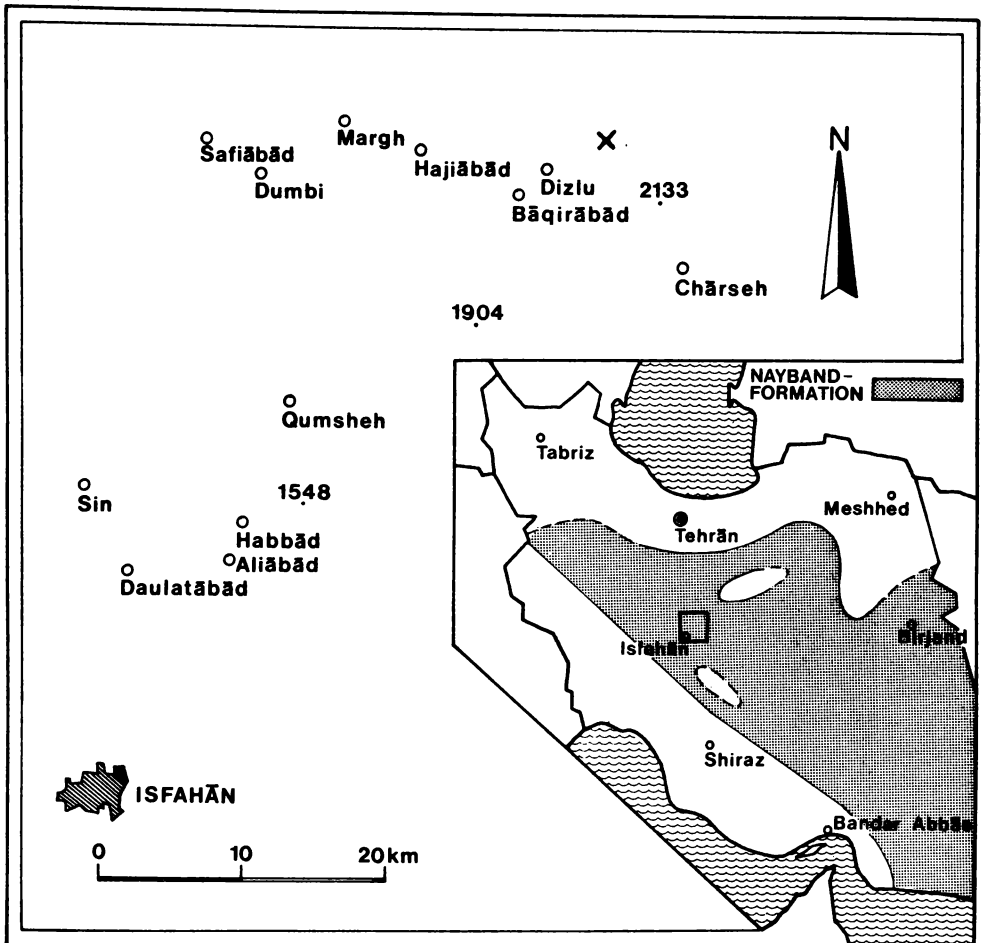 Safiābād
Dumbi
Margh
Hajiābād
Dizlu
Bāqirābād
X
2133
N
Chārseh
1904
Qumsheh
Sin
1548
Habbād
Aliābād
Daulatābād
ISFAHĀN
0 10 20km
NAYBAND-
FORMATION
Tabriz
Meshhed
Tehrān
Birjand
Isfahān
Shiraz
Bandar Abbās